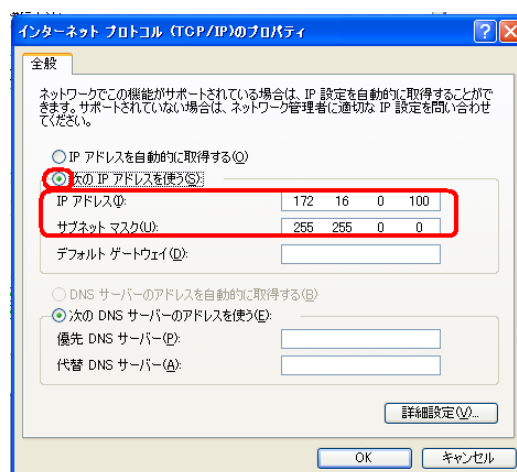 インターネット プロトコル (TCP/IP)のプロパティ
全般
ネットワークでこの機能がサポートされている場合は、IP 設定を自動的に取得することがで
きます。サポートされていない場合は、ネットワーク管理者に適切な IP 設定を問い合わせ
てください。
IP アドレスを自動的に取得する(O)
次の IP アドレスを使う(S):
IP アドレス(I): 172 16 0 100
サブネット マスク(U): 255 255 0 0
デフォルト ゲートウェイ(D):
DNS サーバーのアドレスを自動的に取得する(B)
次の DNS サーバーのアドレスを使う(E):
優先 DNS サーバー(P):
代替 DNS サーバー(A):
詳細設定(V)...
OK キャンセル